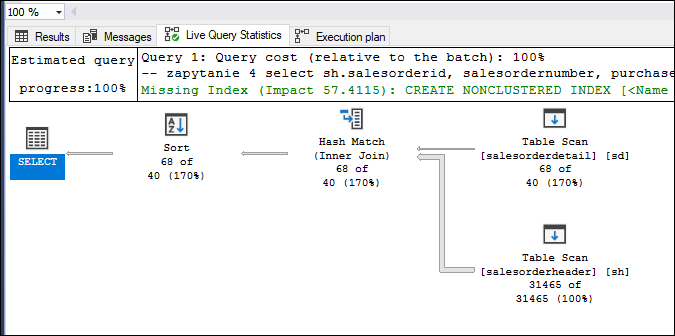 100 %
Results Messages Live Query Statistics Execution plan
Estimated query progress:100%
Query 1: Query cost (relative to the batch): 100%
-- zapytanie 4 select sh.salesorderid, salesordernumber, purchase
Missing Index (Impact 57.4115): CREATE NONCLUSTERED INDEX [<Name
SELECT
Sort
68 of
40 (170%)
Hash Match
(Inner Join)
68 of
40 (170%)
Table Scan
[salesorderdetail] [sd]
68 of
40 (170%)
Table Scan
[salesorderheader] [sh]
31465 of
31465 (100%)